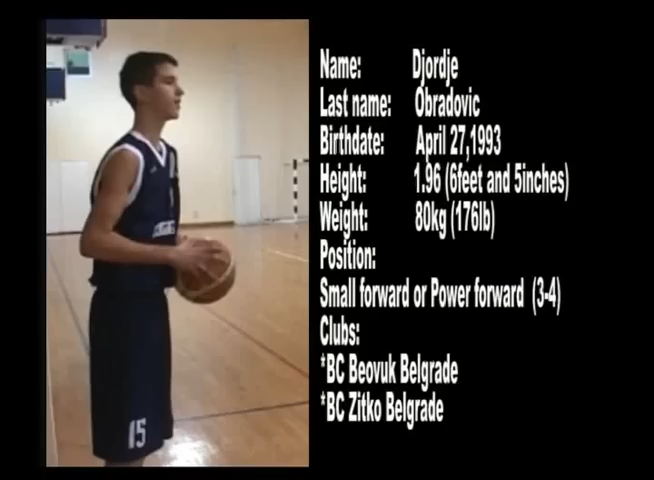 Name: Djordje
Last name: Obradovic
Birthdate: April 27,1993
Height: 1.96 (6feet and 5inches)
Weight: 80kg (176lb)
Position:
Small forward or Power forward (3-4)
Clubs:
*BC Beovuk Belgrade
*BC Zitko Belgrade
15